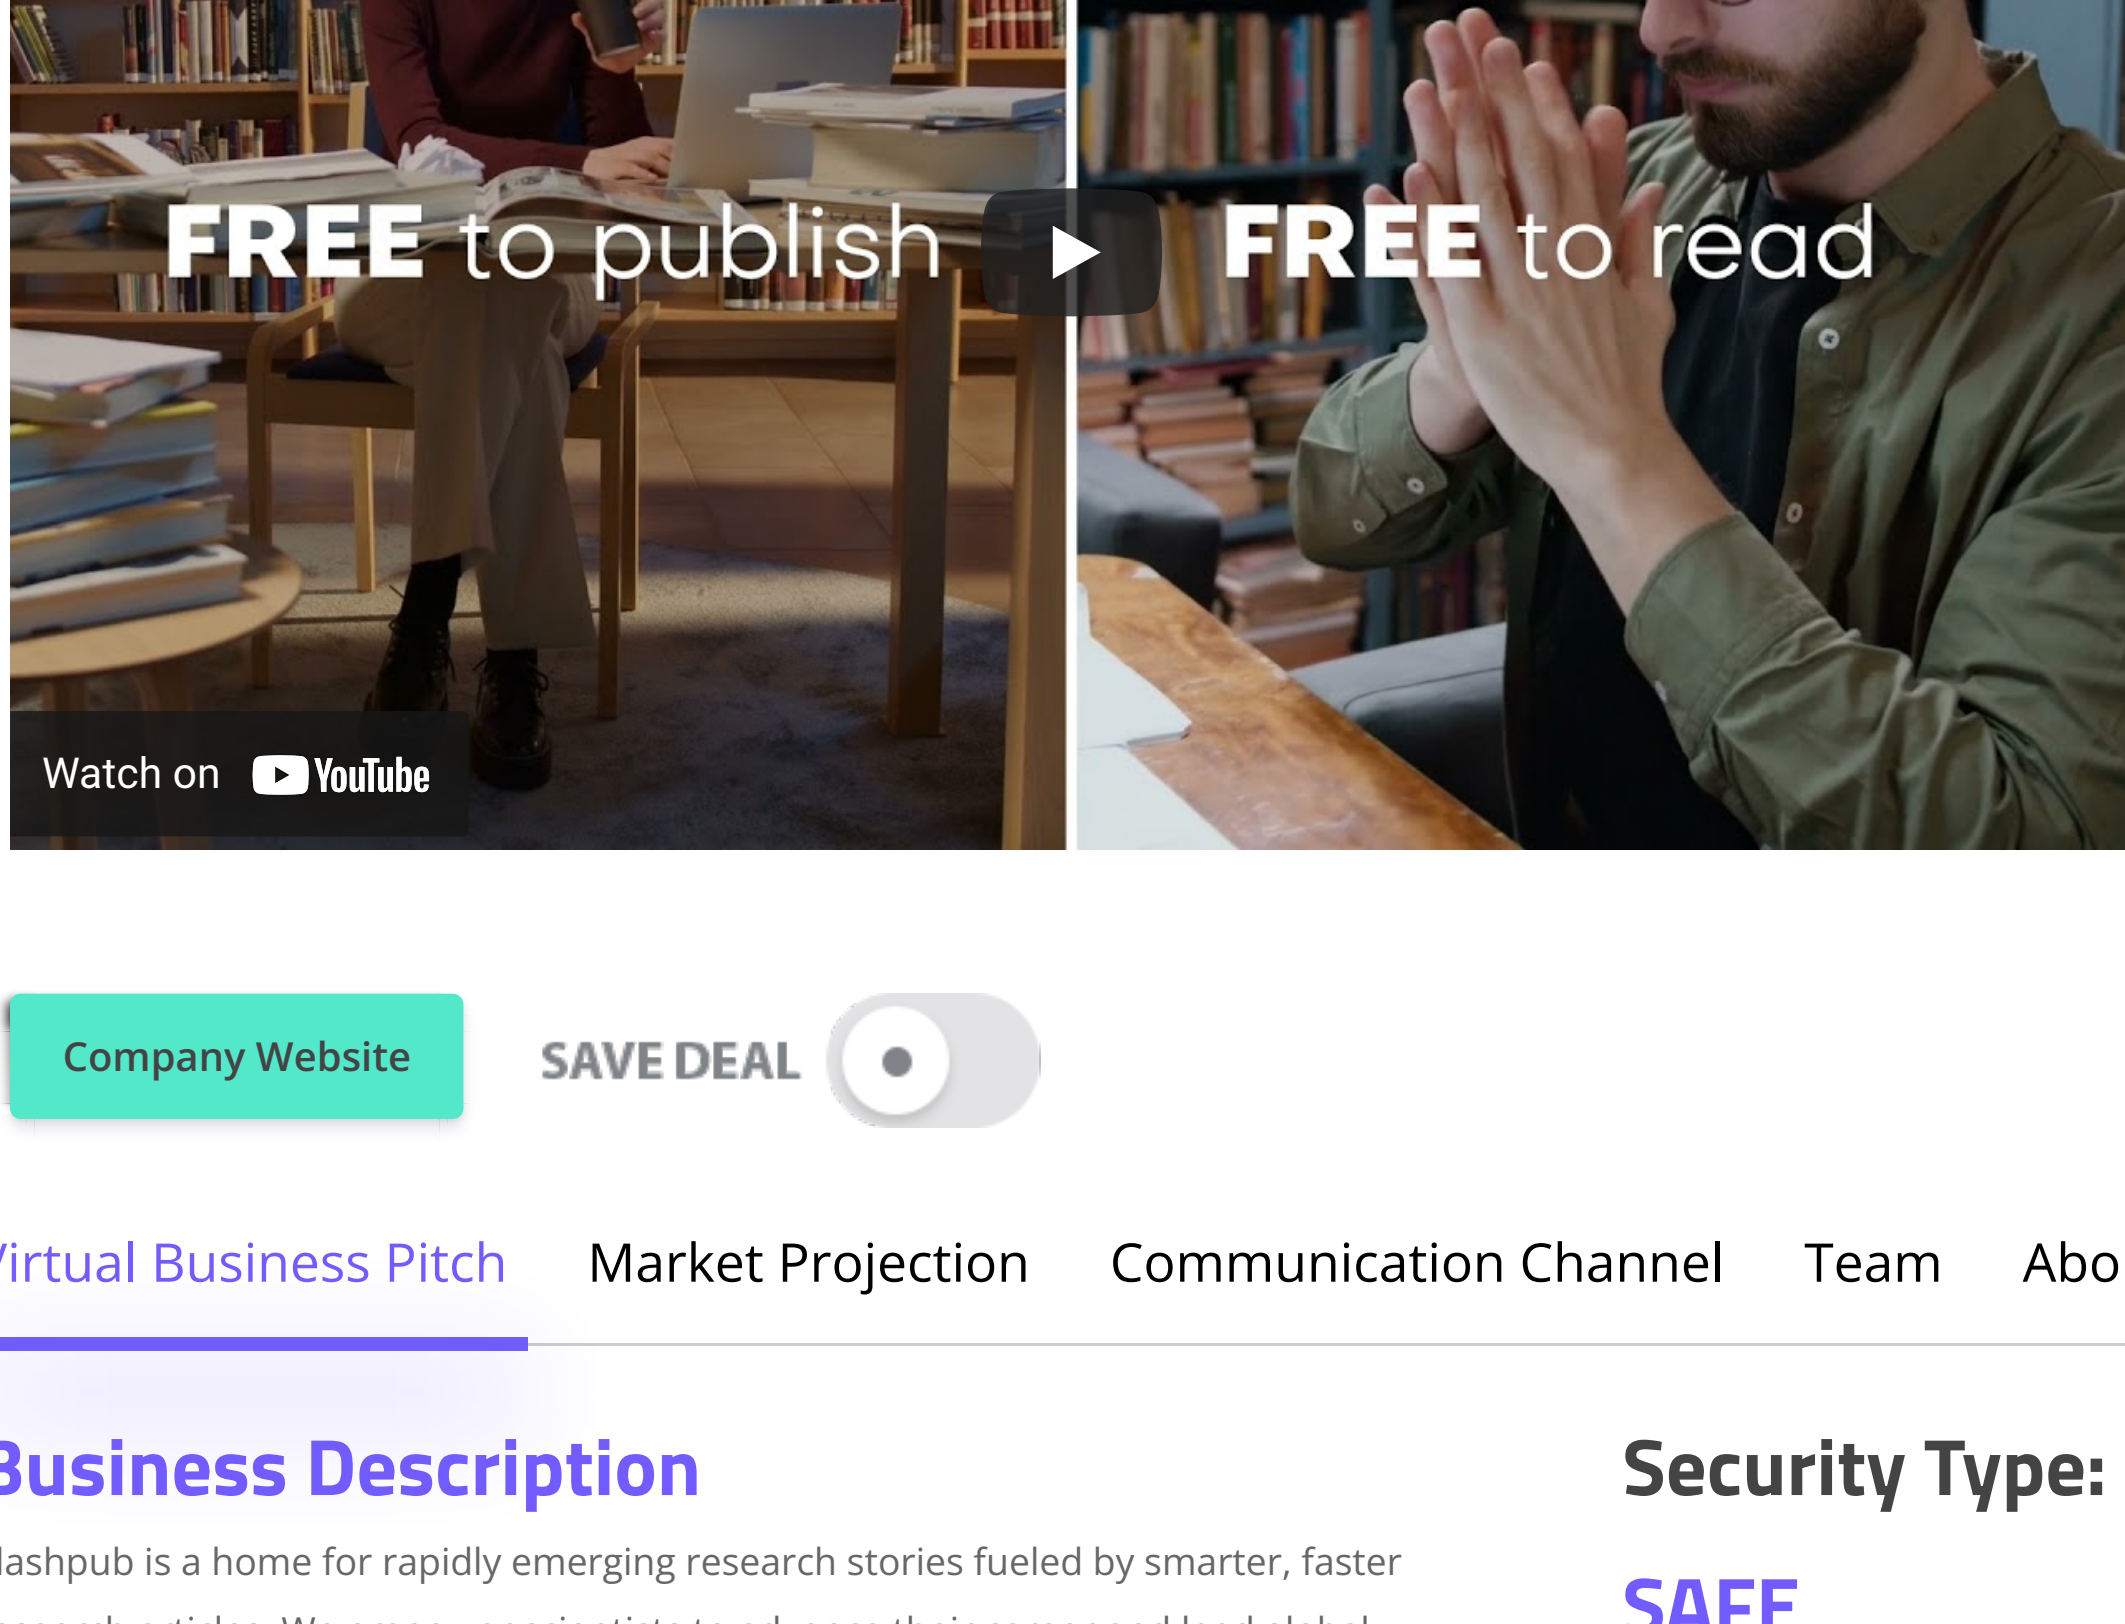 FREE to publish
FREE to read
Watch on YouTube
Company Website
SAVE DEAL
Virtual Business Pitch
Market Projection
Communication Channel
Team
Abo
Business Description
Security Type:
lashpub is a home for rapidly emerging research stories fueled by smarter, faster
SAFE